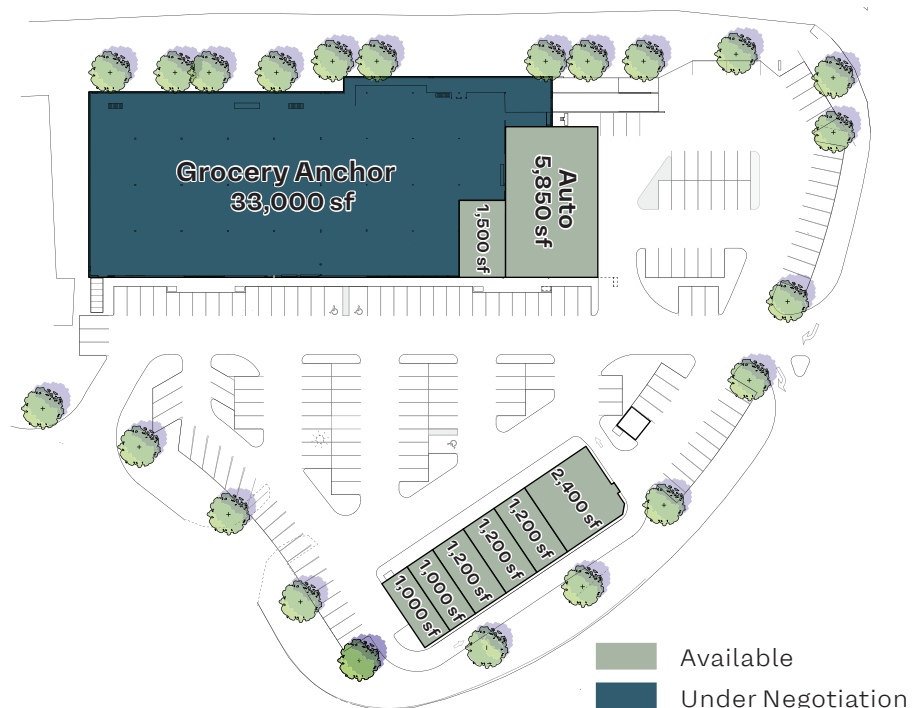 Grocery Anchor
33,000 sf
Auto
5,850 sf
1,500 sf
2,400 sf
1,200 sf
1,200 sf
1,200 sf
1,000 sf
1,000 sf
Available
Under Negotiation